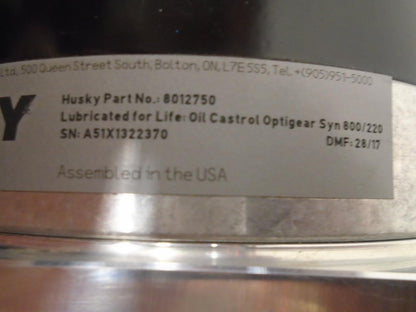 Ltd, 500 Queen Street South, Bolton, ON, L7E 5S5, Tel. +(905)951-5000
Y
Husky Part No.: 8012750
Lubricated for Life: Oil Castrol Optigear Syn 800/220
SN: A51X1322370
DMF: 28/17
Assembled in the USA